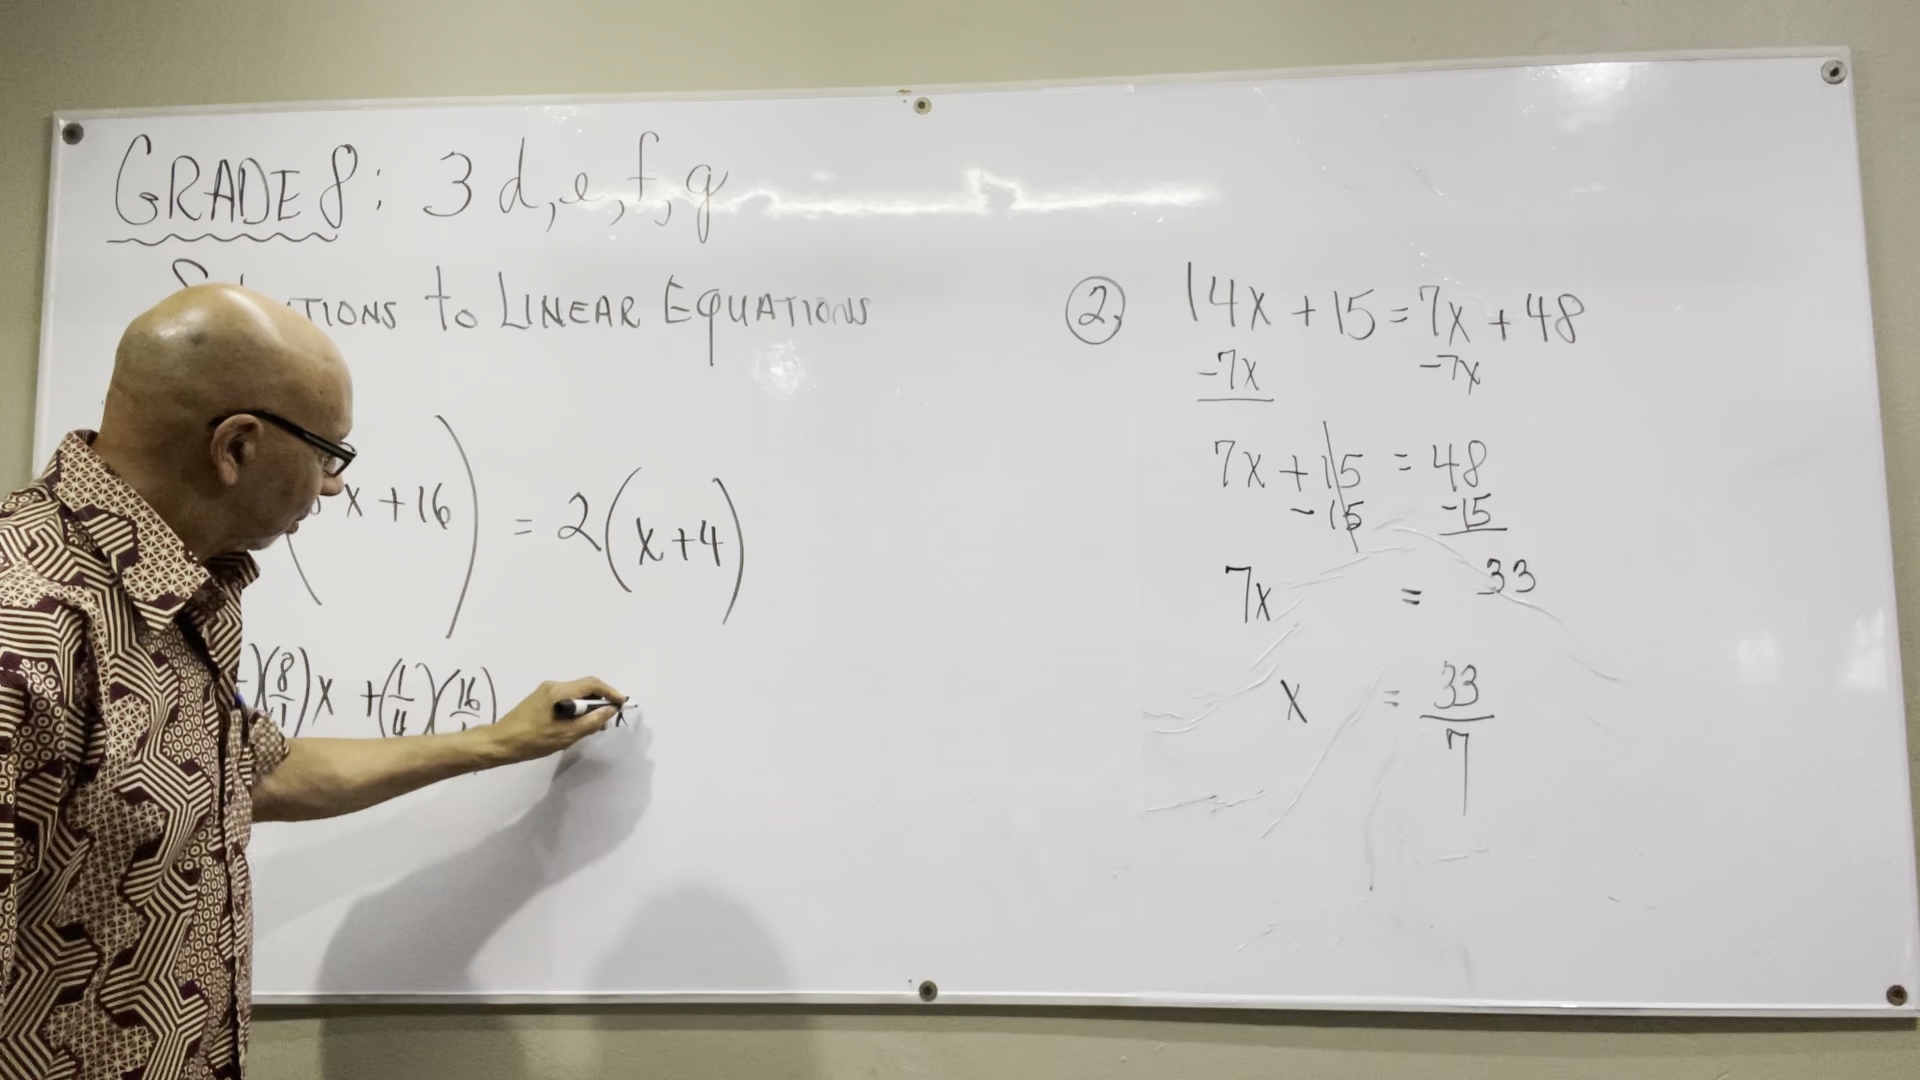 GRADE 8: 3 d, e, f, g
TO LINEAR EQUATIONS
x + 16) = 2(x+4)
)(8/1)x + (1/4)(16
② 14x + 15 = 7x + 48
-7x -7x
7x + 15 = 48
- 15 -15
7x = 33
x = 33/7